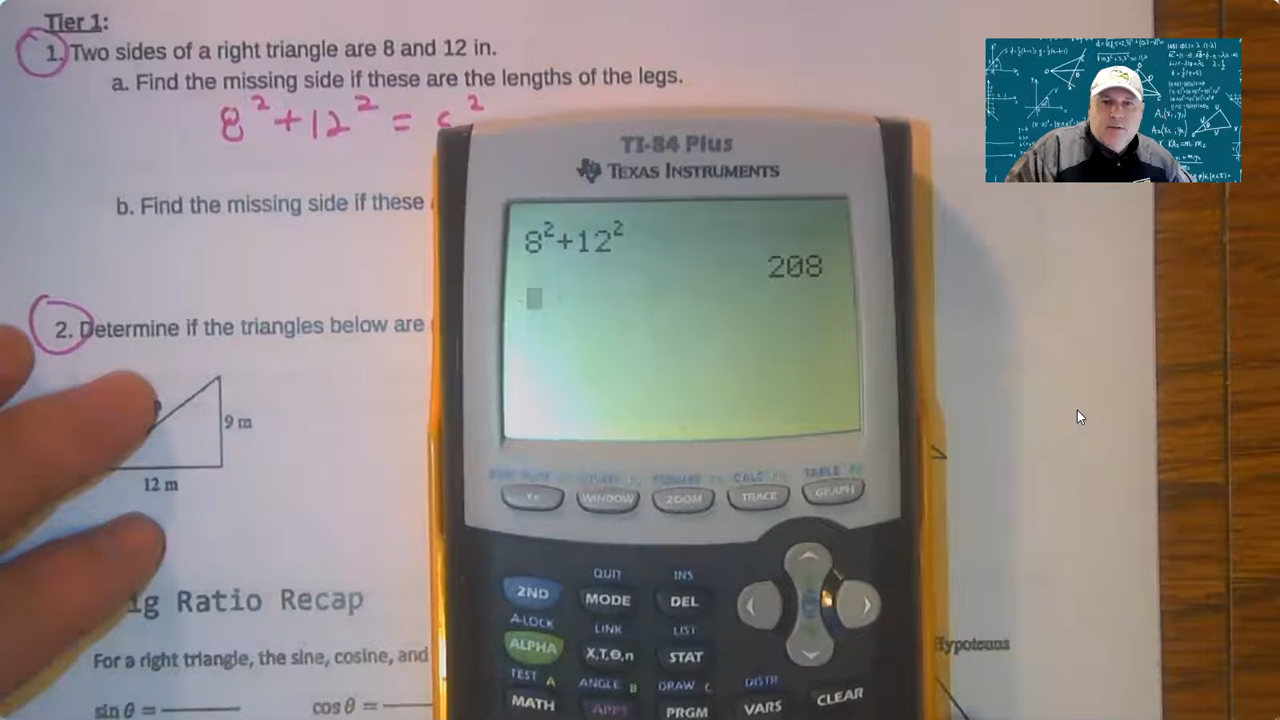 Tier 1:
1. Two sides of a right triangle are 8 and 12 in.
a. Find the missing side if these are the lengths of the legs.
8² + 12² = c²
b. Find the missing side if these
2. Determine if the triangles below are
9 m
12 m
Ratio Recap
For a right triangle, the sine, cosine, and
sin θ =
cos θ =
Hypotenus
TI-84 Plus
TEXAS INSTRUMENTS
8²+12²
208
Y= WINDOW ZOOM TRACE GRAPH
QUIT INS
2ND MODE DEL
A-LOCK LINK LIST
ALPHA X,T,θ,n STAT
TEST A ANGLE B DRAW C DISTR
MATH APPS PRGM VARS CLEAR